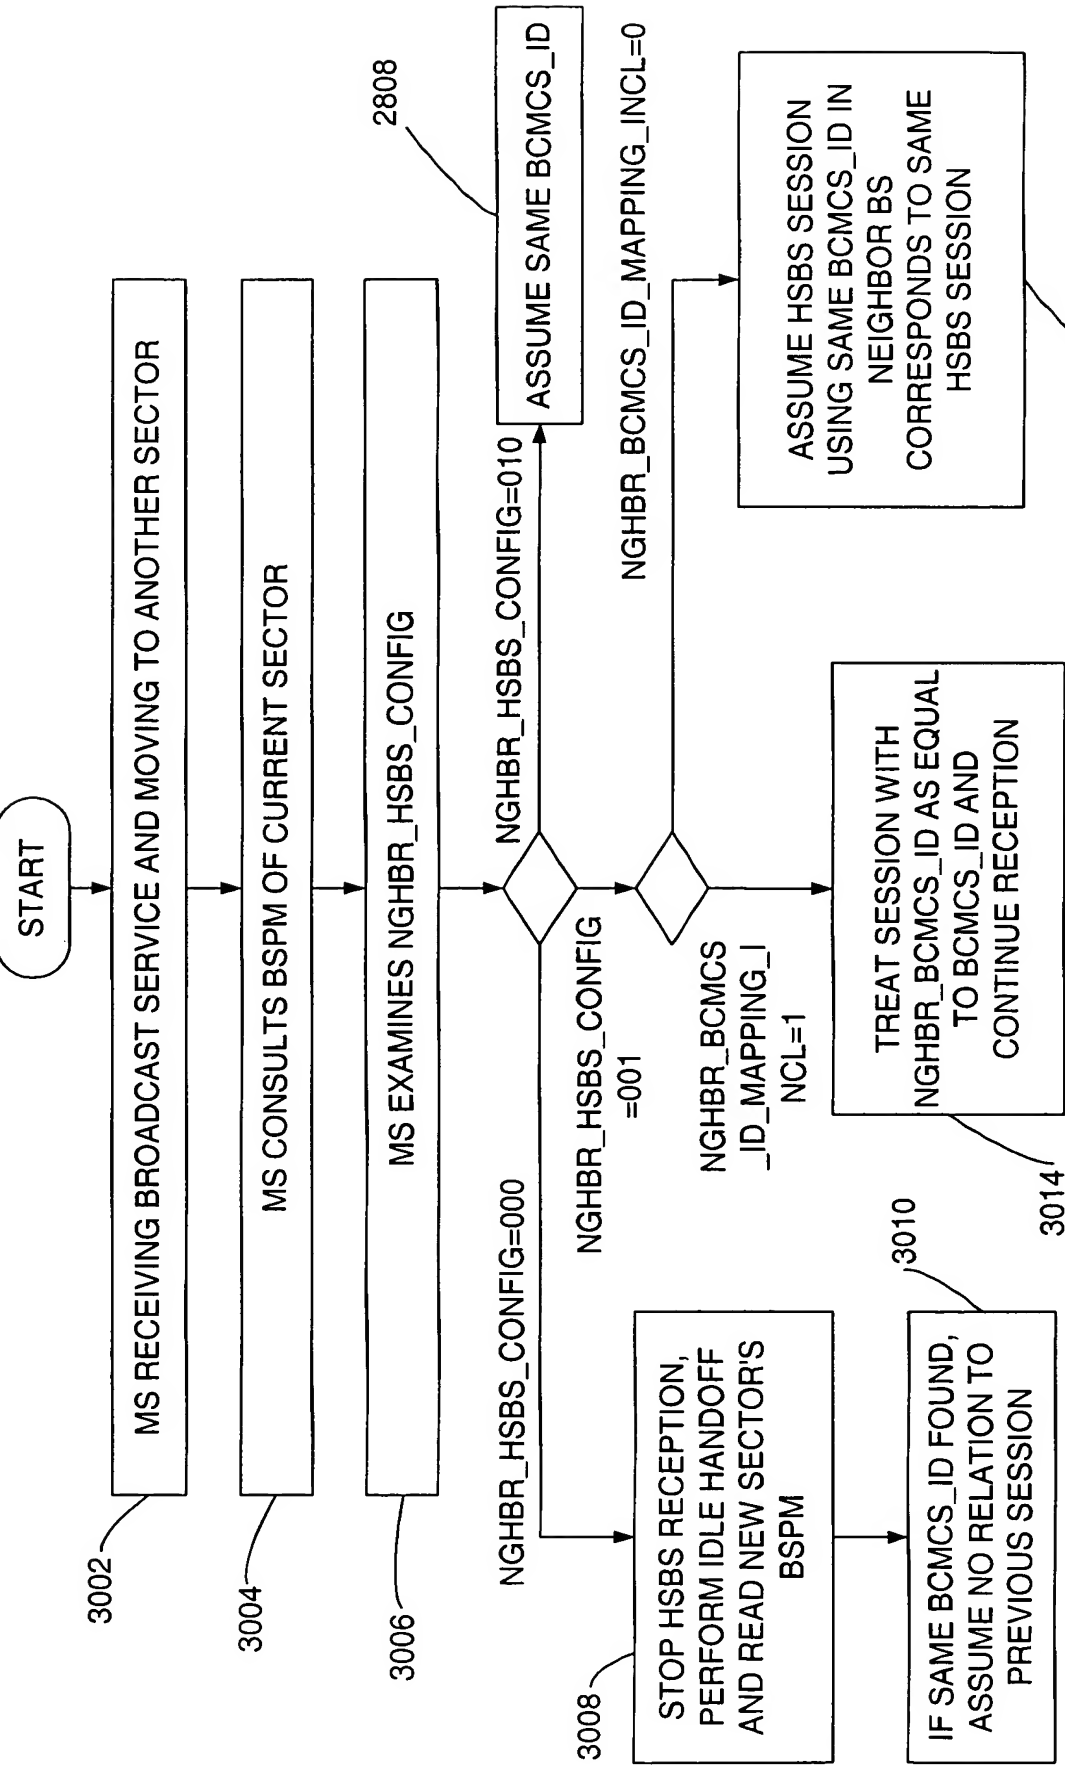 START
MS RECEIVING BROADCAST SERVICE AND MOVING TO ANOTHER SECTOR
3002
MS CONSULTS BSPM OF CURRENT SECTOR
3004
MS EXAMINES NGHBR_HSBS_CONFIG
3006
NGHBR_HSBS_CONFIG=000
NGHBR_HSBS_CONFIG=010
ASSUME SAME BCMCS_ID
2808
NGHBR_HSBS_CONFIG
=001
STOP HSBS RECEPTION,
PERFORM IDLE HANDOFF
AND READ NEW SECTOR'S
BSPM
3008
IF SAME BCMCS_ID FOUND,
ASSUME NO RELATION TO
PREVIOUS SESSION
3010
NGHBR_BCMCS
_ID_MAPPING_I
NCL=1
TREAT SESSION WITH
NGHBR_BCMCS_ID AS EQUAL
TO BCMCS_ID AND
CONTINUE RECEPTION
3014
NGHBR_BCMCS_ID_MAPPING_INCL=0
ASSUME HSBS SESSION
USING SAME BCMCS_ID IN
NEIGHBOR BS
CORRESPONDS TO SAME
HSBS SESSION